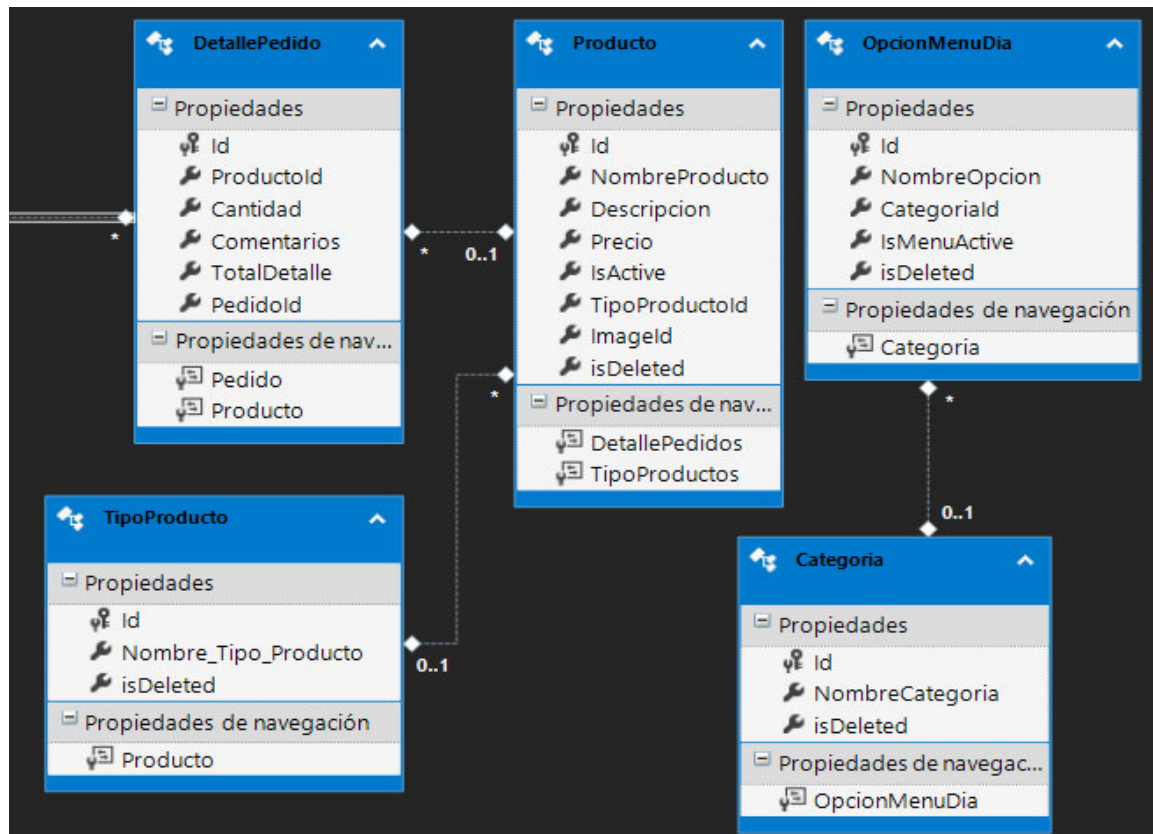 DetallePedido
Propiedades
Id
ProductoId
Cantidad
Comentarios
TotalDetalle
PedidoId
Propiedades de nav...
Pedido
Producto
*
*
0..1
Producto
Propiedades
Id
NombreProducto
Descripcion
Precio
IsActive
TipoProductoId
ImageId
isDeleted
Propiedades de nav...
DetallePedidos
TipoProductos
*
OpcionMenuDia
Propiedades
Id
NombreOpcion
CategoriaId
IsMenuActive
isDeleted
Propiedades de navegación
Categoria
*
0..1
TipoProducto
Propiedades
Id
Nombre_Tipo_Producto
isDeleted
Propiedades de navegación
Producto
0..1
Categoria
Propiedades
Id
NombreCategoria
isDeleted
Propiedades de navegac...
OpcionMenuDia